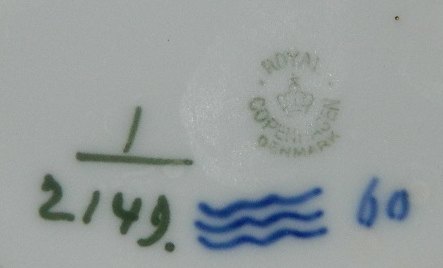 ROYAL
COPENHAGEN
DENMARK
1
2149.
60